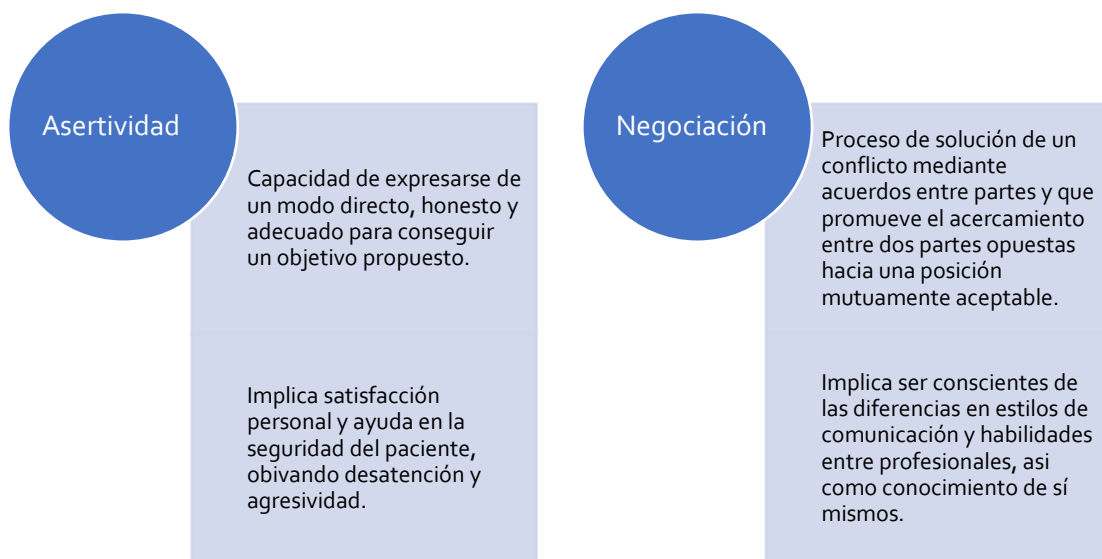 Asertividad
Capacidad de expresarse de
un modo directo, honesto y
adecuado para conseguir
un objetivo propuesto.
Implica satisfacción
personal y ayuda en la
seguridad del paciente,
obivando desatención y
agresividad.
Negociación
Proceso de solución de un
conflicto mediante
acuerdos entre partes y que
promueve el acercamiento
entre dos partes opuestas
hacia una posición
mutuamente aceptable.
Implica ser conscientes de
las diferencias en estilos de
comunicación y habilidades
entre profesionales, asi
como conocimiento de sí
mismos.